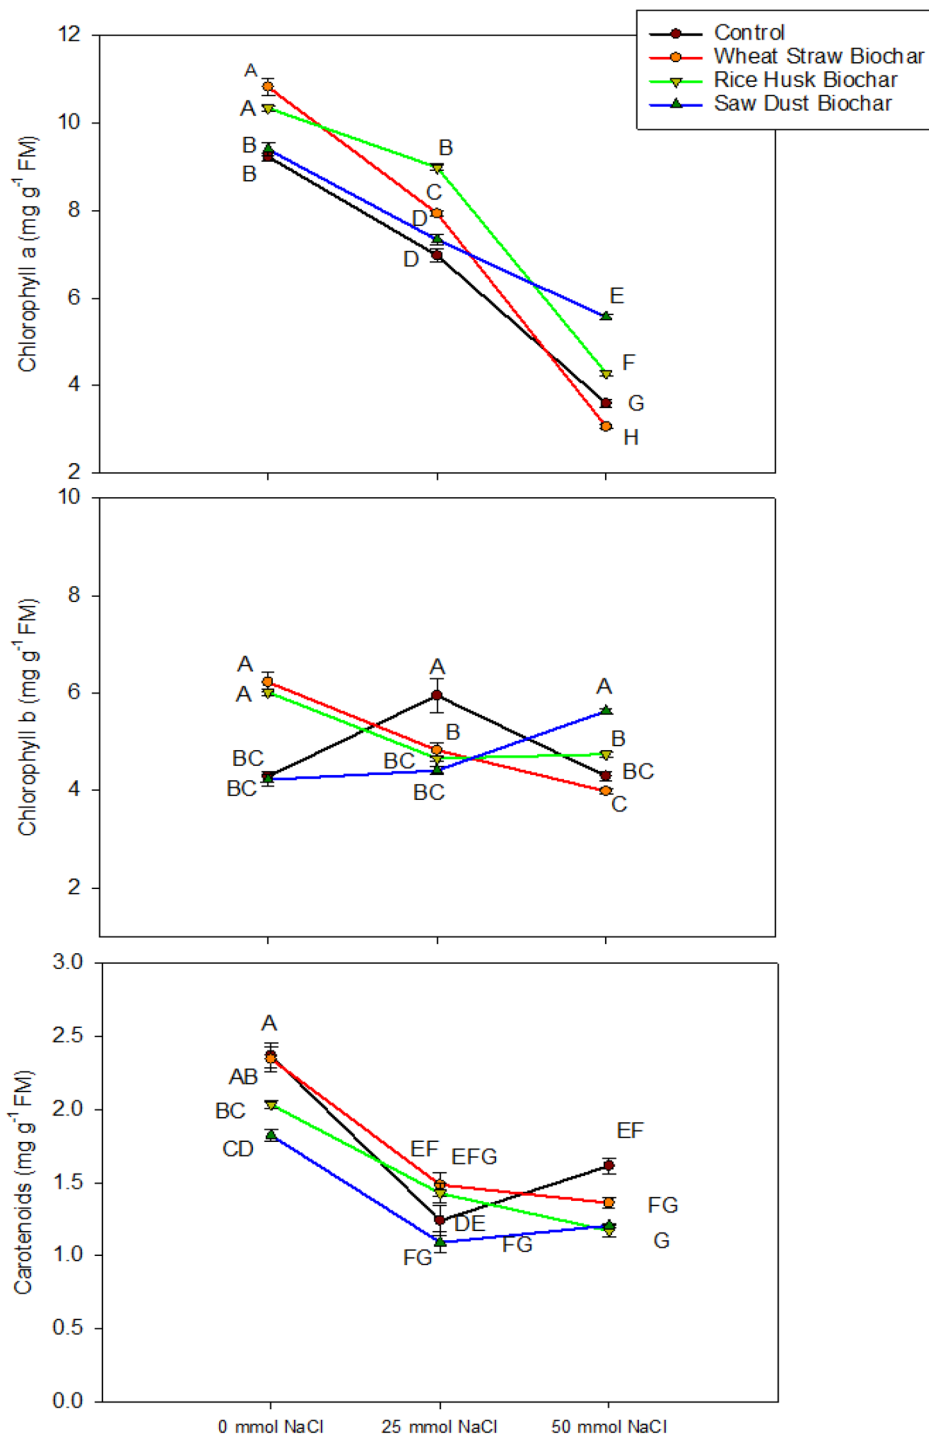 Control
Wheat Straw Biochar
Rice Husk Biochar
Saw Dust Biochar
Chlorophyll a (mg g⁻¹ FM)
12
10
8
6
4
2
A
A
B
B
B
C
D
D
E
F
G
H
Chlorophyll b (mg g⁻¹ FM)
10
8
6
4
2
A
A
BC
BC
A
B
BC
BC
A
B
BC
C
Carotenoids (mg g⁻¹ FM)
3.0
2.5
2.0
1.5
1.0
0.5
0.0
A
AB
BC
CD
EF
EFG
DE
FG
FG
EF
FG
G
0 mmol NaCl
25 mmol NaCl
50 mmol NaCl